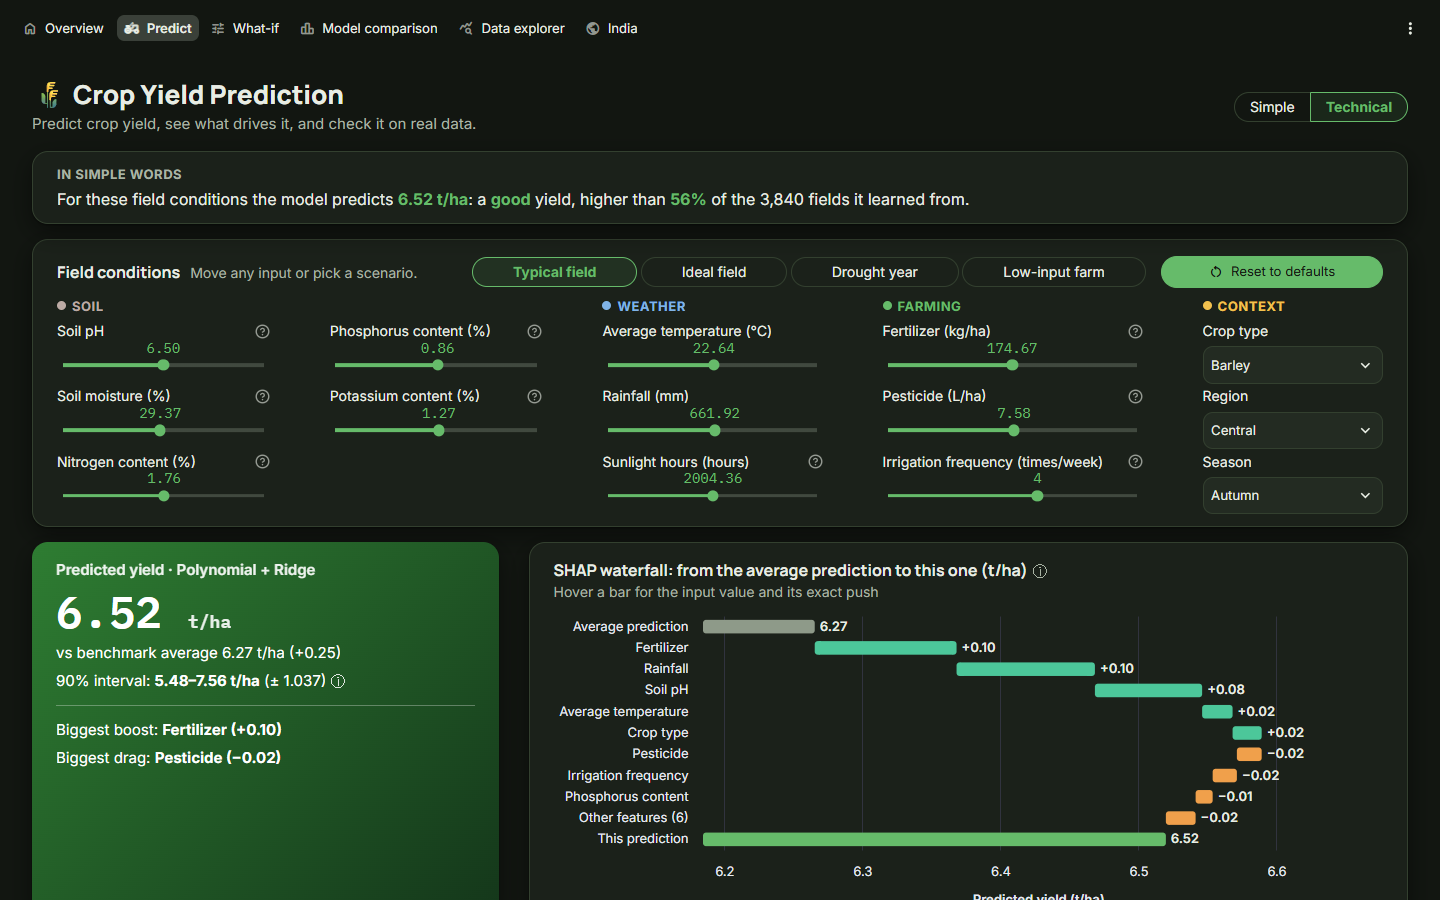 Overview Predict What-if Model comparison Data explorer India
Crop Yield Prediction
Predict crop yield, see what drives it, and check it on real data.
Simple Technical
IN SIMPLE WORDS
For these field conditions the model predicts 6.52 t/ha: a good yield, higher than 56% of the 3,840 fields it learned from.
Field conditions Move any input or pick a scenario.
Typical field Ideal field Drought year Low-input farm Reset to defaults
SOIL
Soil pH
6.50
Soil moisture (%)
29.37
Nitrogen content (%)
1.76
Phosphorus content (%)
0.86
Potassium content (%)
1.27
WEATHER
Average temperature (°C)
22.64
Rainfall (mm)
661.92
Sunlight hours (hours)
2004.36
FARMING
Fertilizer (kg/ha)
174.67
Pesticide (L/ha)
7.58
Irrigation frequency (times/week)
4
CONTEXT
Crop type
Barley
Region
Central
Season
Autumn
Predicted yield · Polynomial + Ridge
6.52 t/ha
vs benchmark average 6.27 t/ha (+0.25)
90% interval: 5.48–7.56 t/ha (± 1.037)
Biggest boost: Fertilizer (+0.10)
Biggest drag: Pesticide (−0.02)
SHAP waterfall: from the average prediction to this one (t/ha)
Hover a bar for the input value and its exact push
Average prediction 6.27
Fertilizer +0.10
Rainfall +0.10
Soil pH +0.08
Average temperature +0.02
Crop type +0.02
Pesticide −0.02
Irrigation frequency −0.02
Phosphorus content −0.01
Other features (6) −0.02
This prediction 6.52
6.2 6.3 6.4 6.5 6.6
Predicted yield (t/ha)